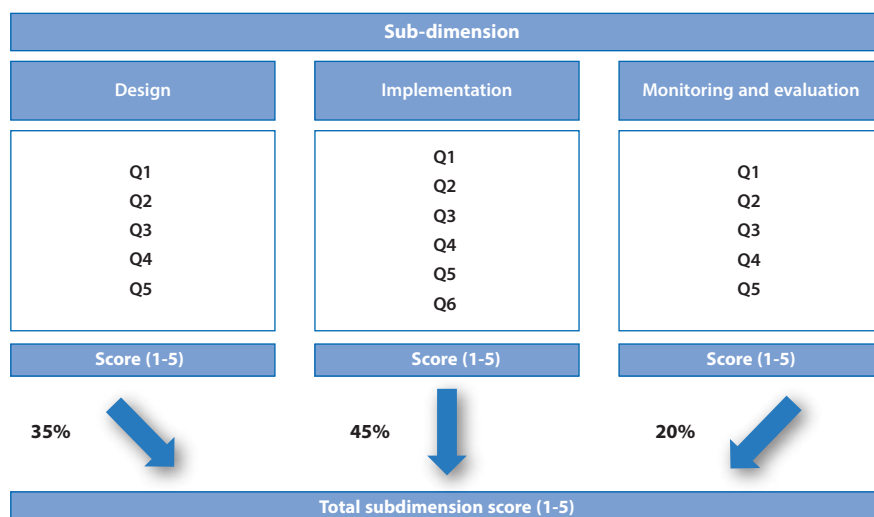 Sub-dimension
Design
Implementation
Monitoring and evaluation
Q1
Q2
Q3
Q4
Q5
Q1
Q2
Q3
Q4
Q5
Q6
Q1
Q2
Q3
Q4
Q5
Score (1-5)
Score (1-5)
Score (1-5)
35%
45%
20%
Total subdimension score (1-5)